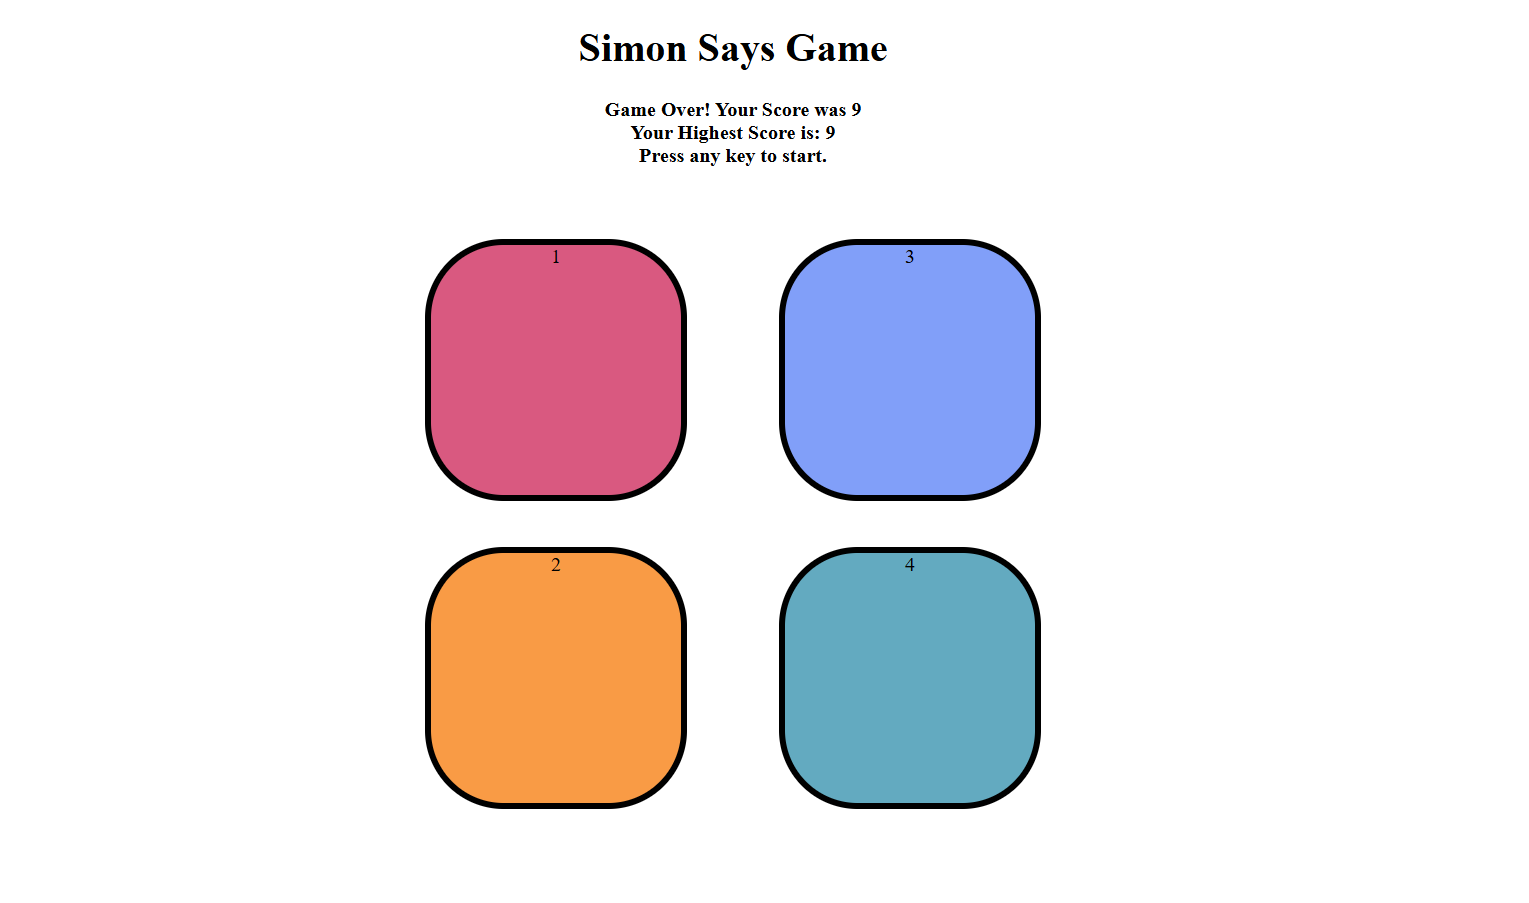 Simon Says Game
Game Over! Your Score was 9
Your Highest Score is: 9
Press any key to start.
1
3
2
4